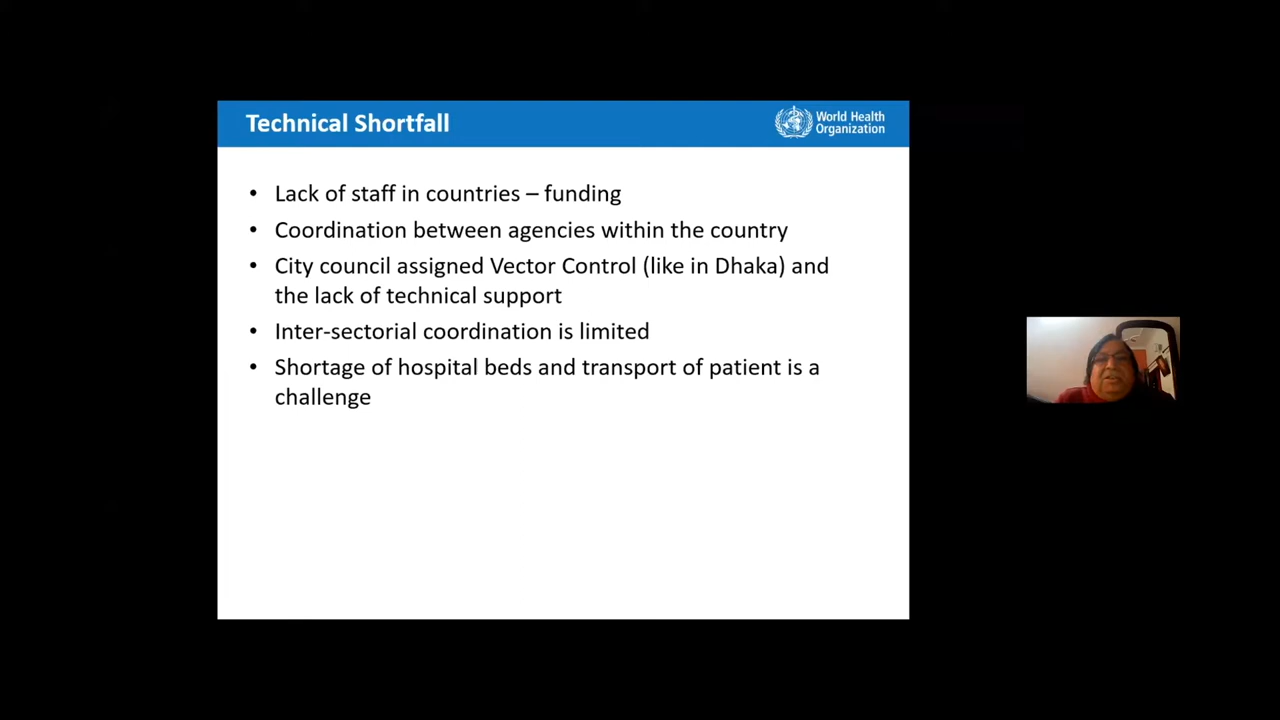 Technical Shortfall
World Health
Organization
• Lack of staff in countries – funding
• Coordination between agencies within the country
• City council assigned Vector Control (like in Dhaka) and
the lack of technical support
• Inter-sectorial coordination is limited
• Shortage of hospital beds and transport of patient is a
challenge